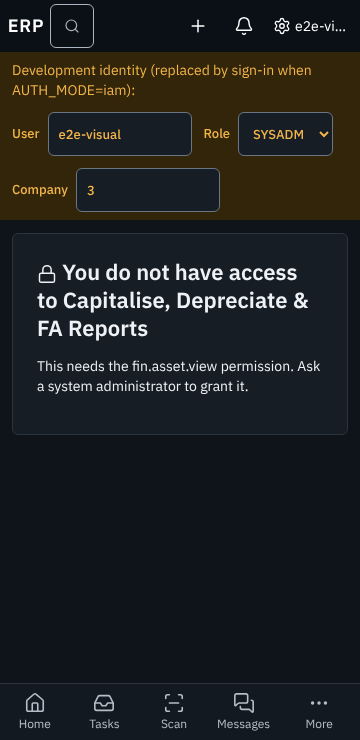 ERP
e2e-vi...
Development identity (replaced by sign-in when
AUTH_MODE=iam):
User e2e-visual Role SYSADM
Company 3
You do not have access
to Capitalise, Depreciate &
FA Reports
This needs the fin.asset.view permission. Ask
a system administrator to grant it.
Home Tasks Scan Messages More